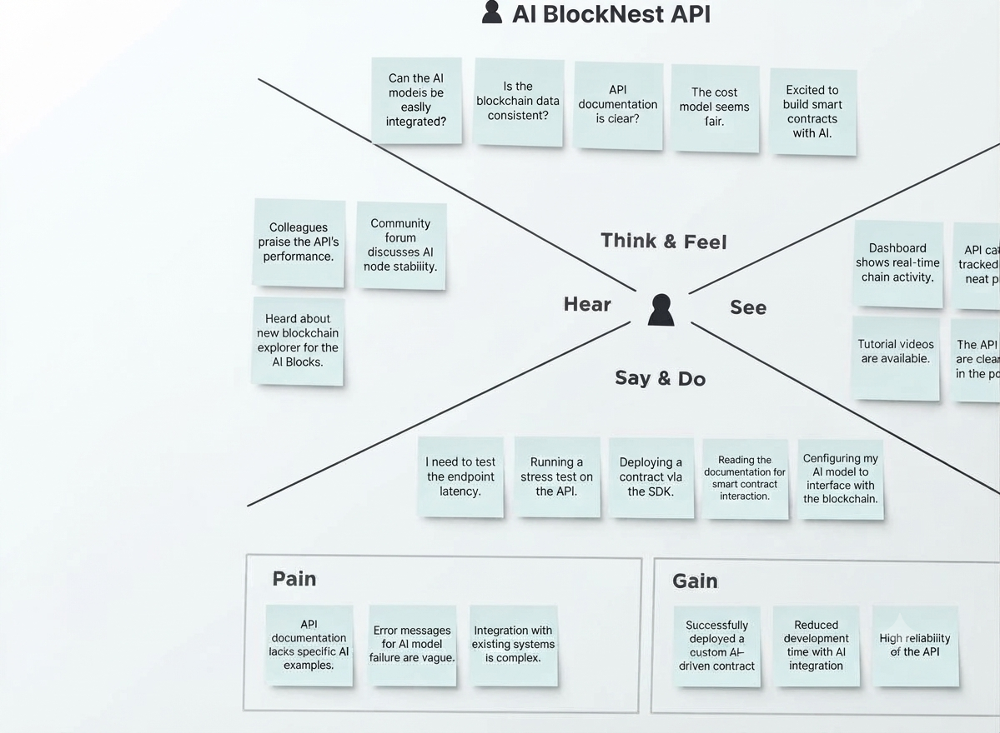 AI BlockNest API
Can the AI
modeis be
easlly
integrated?
Is the
blockchain data
consistent?
API
documentation
is clear?
The cost
model seems
fair.
Excited to
build smart
contracts
with AI.
Think & Feel
Colleagues
praise the API's
performance.
Community
forum
discusses AI
node stabiiity.
Heard about
new blockchain
explorer for the
AI Blocks.
Hear
See
Dashboard
shows real-time
chain activity.
API
tracked
neat
Tutorial videos
are available.
The API
are
in the
Say & Do
I need to test
the endpoint
latency.
Running a
stress test on
the API.
Deploying a
contract vla
the SDK.
Reading the
documentation for
smart contract
interaction.
Configuring my
AI model to
interface with
the blockchain.
Pain
API
documentation
lacks specific AI
examples.
Error messages
for AI model
failure are vague.
Integration with
existing systems
is complex.
Gain
Successfully
deployed a
custom AI-
driven contract
Reduced
development
time with AI
integration
High reliabiiity
of the API